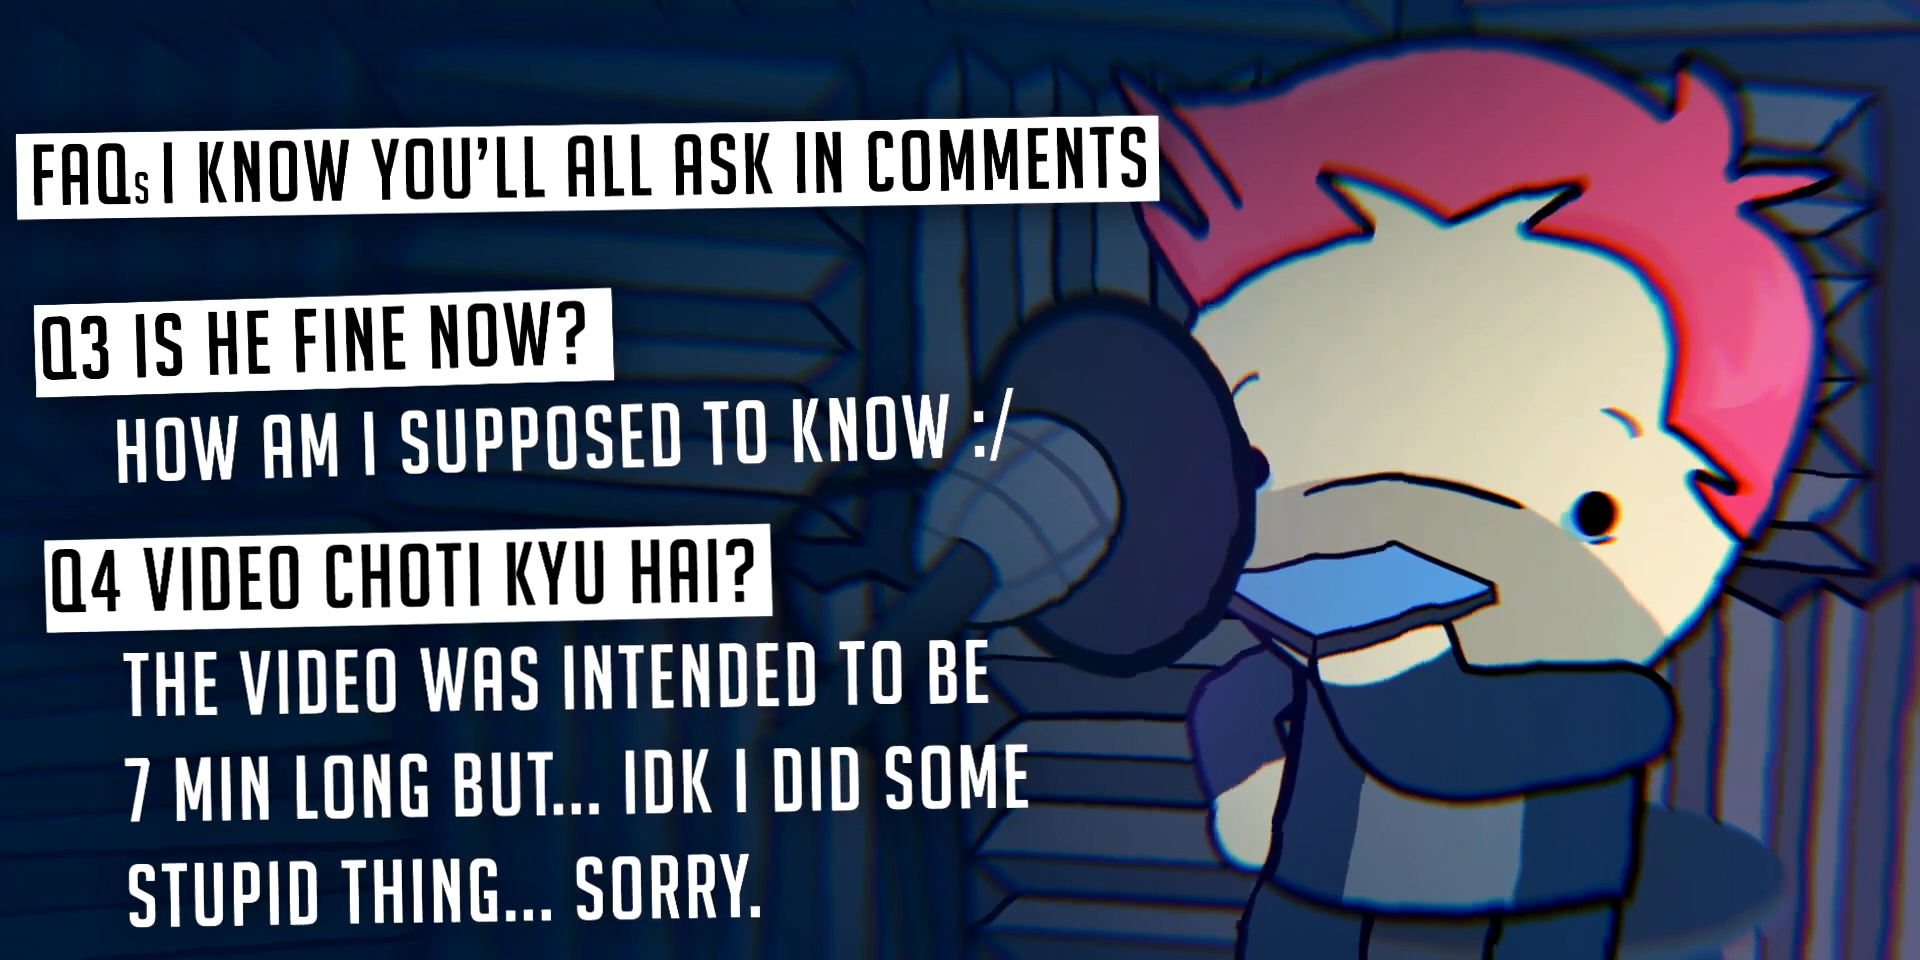 FAQs I KNOW YOU'LL ALL ASK IN COMMENTS
Q3 IS HE FINE NOW?
HOW AM I SUPPOSED TO KNOW :/
Q4 VIDEO CHOTI KYU HAI?
THE VIDEO WAS INTENDED TO BE
7 MIN LONG BUT... IDK I DID SOME
STUPID THING... SORRY.